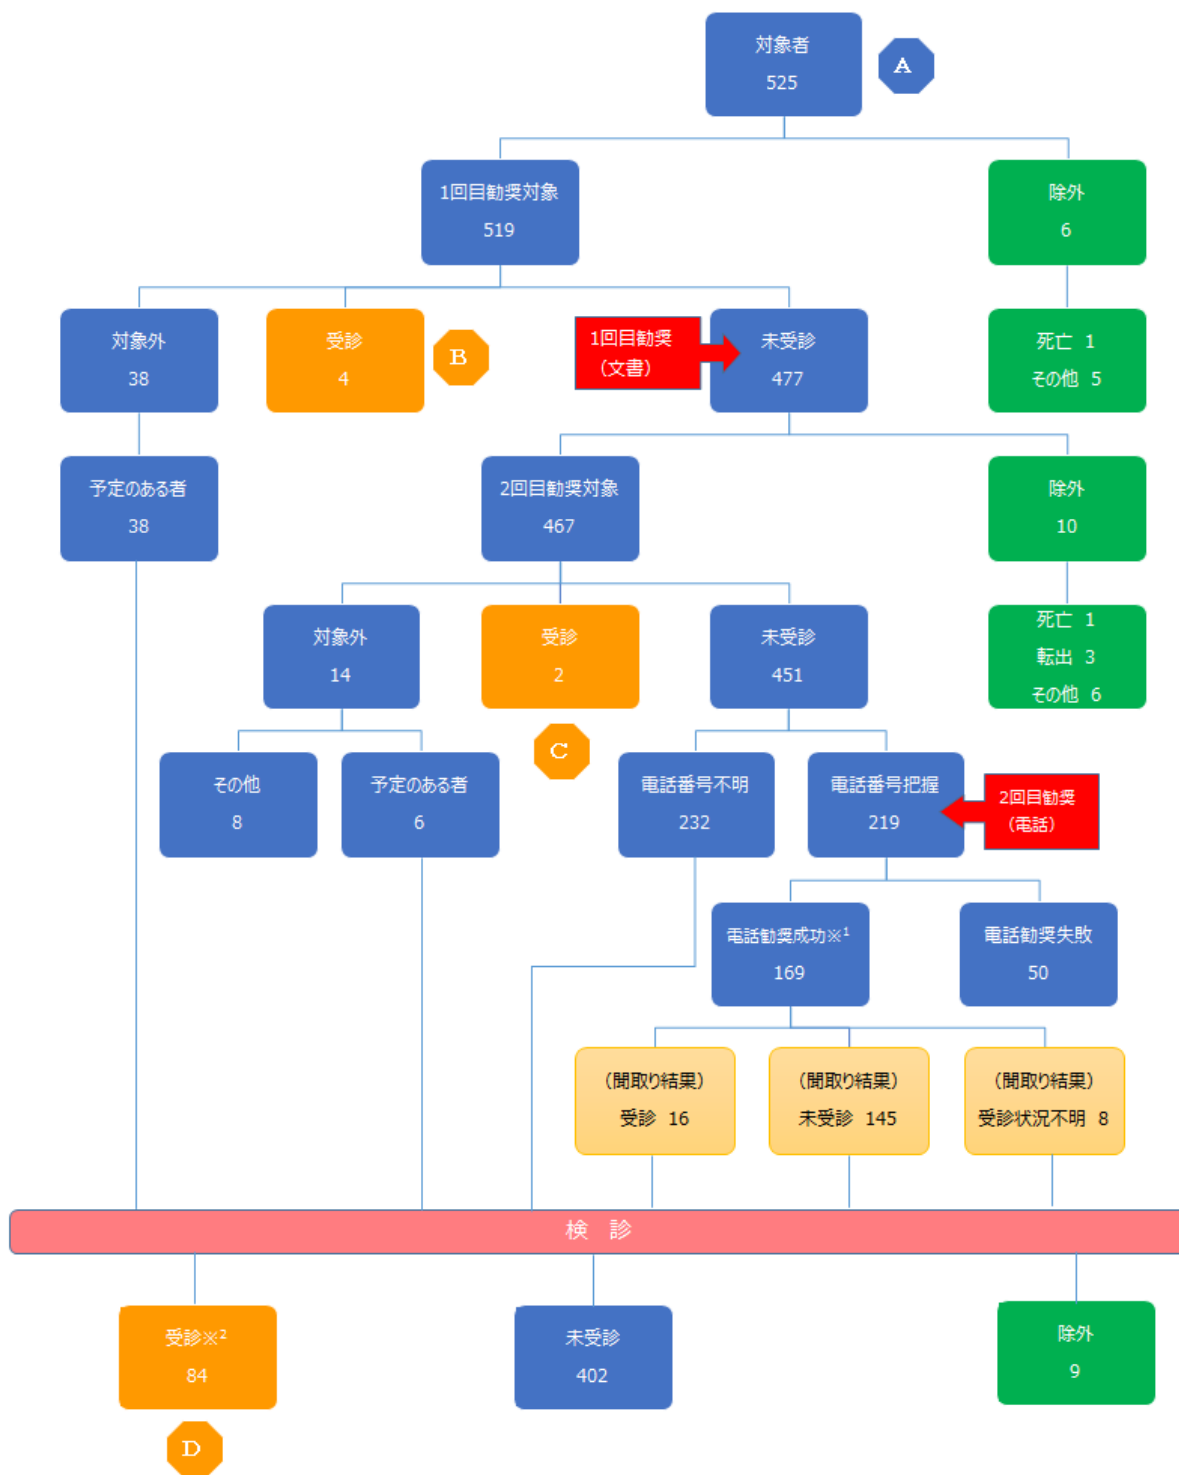 対象者
525
A
1回目勧奨対象
519
除外
6
対象外
38
受診
4
B
1回目勧奨
（文書）
未受診
477
死亡 1
その他 5
予定のある者
38
2回目勧奨対象
467
除外
10
対象外
14
受診
2
C
未受診
451
死亡 1
転出 3
その他 6
その他
8
予定のある者
6
電話番号不明
232
電話番号把握
219
2回目勧奨
（電話）
電話勧奨成功※1
169
電話勧奨失敗
50
（聞取り結果）
受診 16
（聞取り結果）
未受診 145
（聞取り結果）
受診状況不明 8
検 診
受診※2
84
D
未受診
402
除外
9